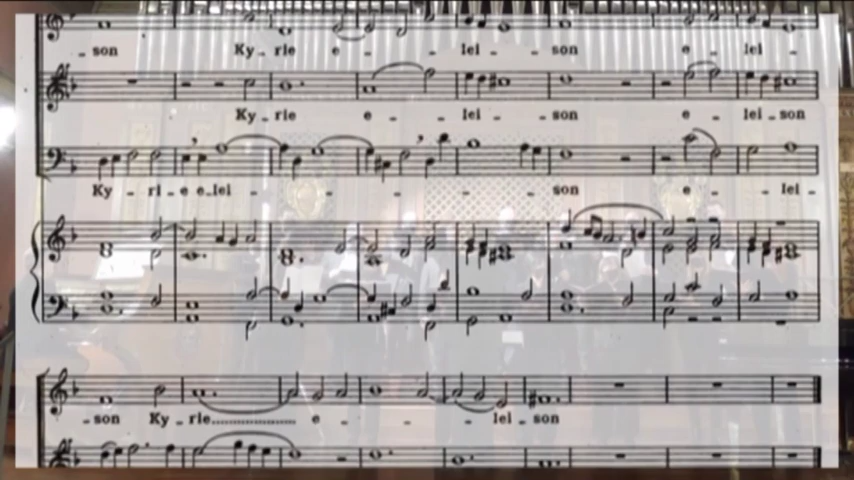 - son Ky - rie e - - lei - - son e - lei -
Ky - rie e - - lei - - son e - lei - son
Ky - ri - e e - lei - - - - - - son e - - lei -
- son Ky - rie.................... e - - - lei - son